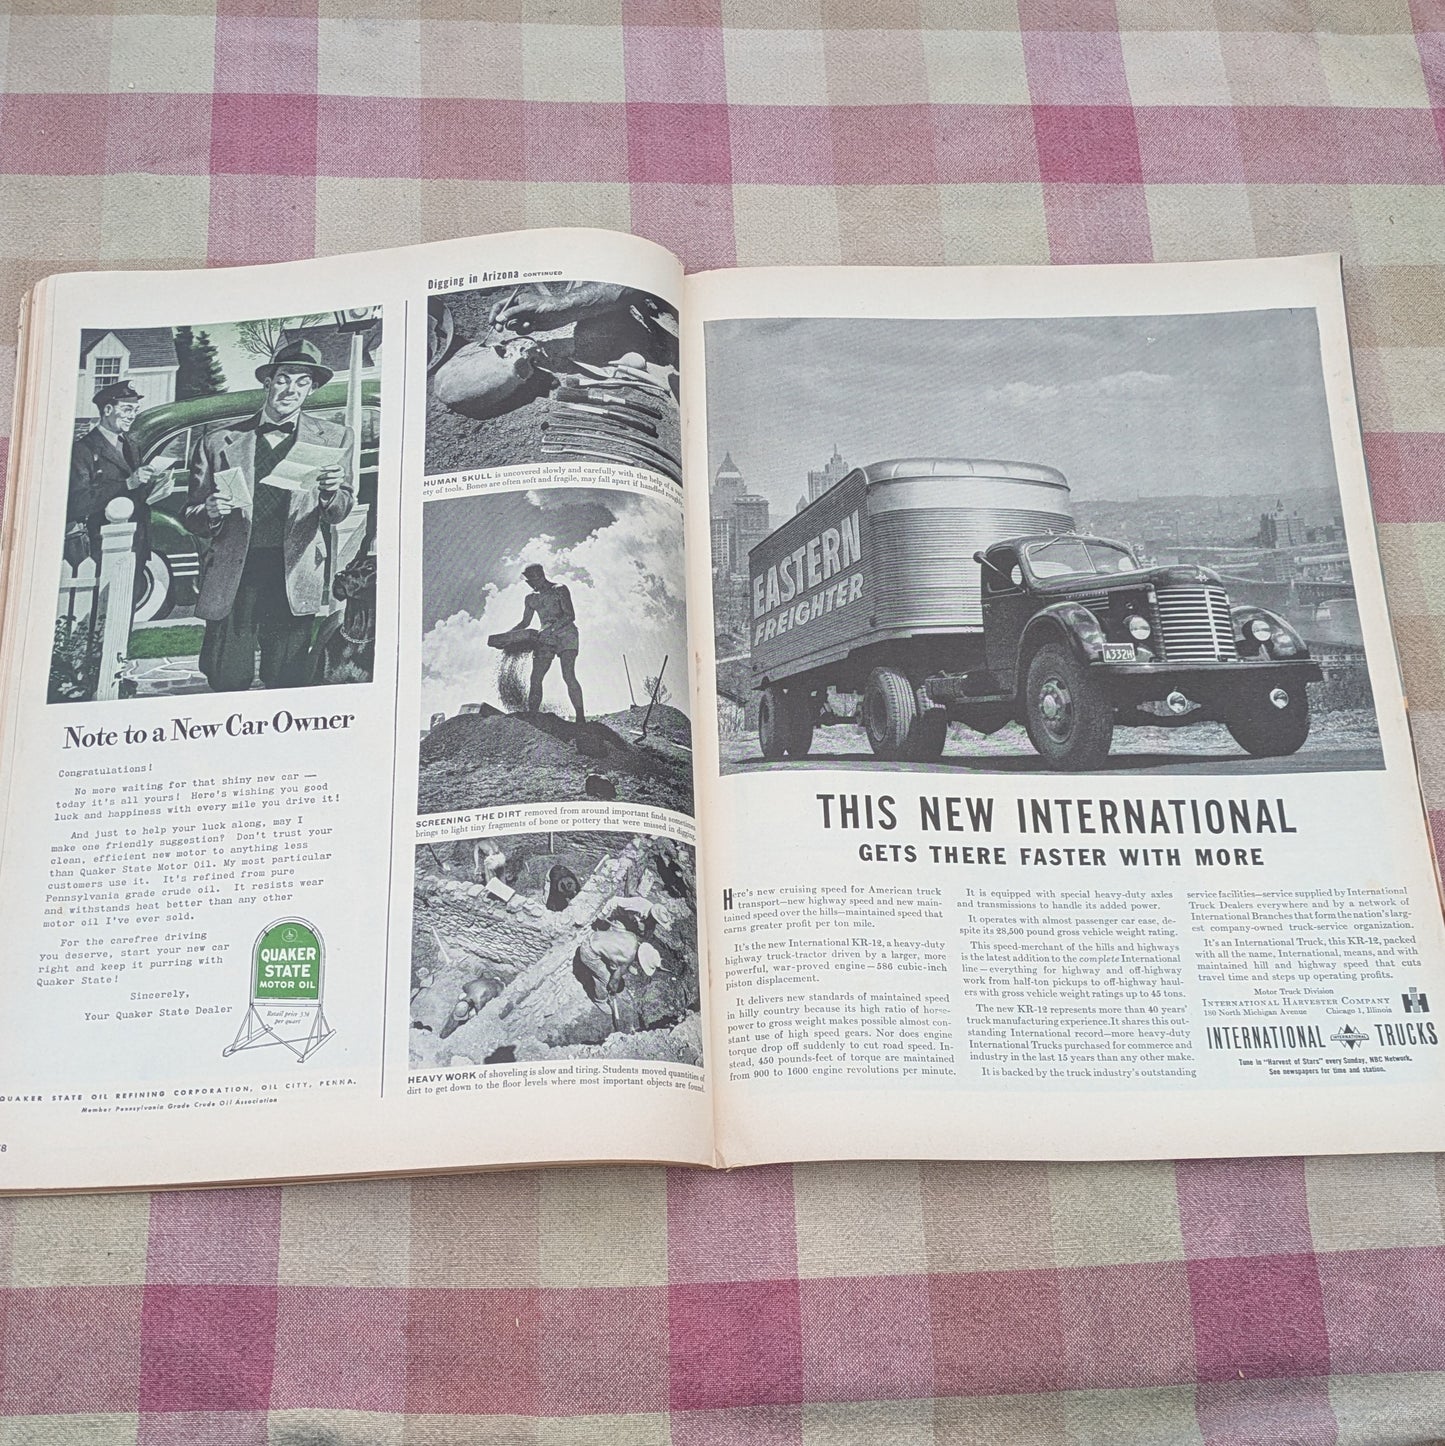 Note to a New Car Owner
Congratulations!
No more waiting for that shiny new car —
today it's all yours! Here's wishing you good
luck and happiness with every mile you drive it!
And just to help your luck along, may I
make one friendly suggestion? Don't trust your
clean, efficient new motor to anything less
than Quaker State Motor Oil. My most particular
customers use it. It's refined from pure
Pennsylvania grade crude oil. It resists wear
and withstands heat better than any other
motor oil I've ever sold.
For the carefree driving
you deserve, start your new car
right and keep it purring with
Quaker State!
Sincerely,
Your Quaker State Dealer
QUAKER
STATE
MOTOR OIL
Retail price
per quart
QUAKER STATE OIL REFINING CORPORATION, OIL CITY, PENNA.
Member Pennsylvania Grade Crude Oil Association
Digging in Arizona CONTINUED
HUMAN SKULL is uncovered slowly and carefully with the help of a
ety of tools. Bones are often soft and fragile, may fall apart if handled
SCREENING THE DIRT removed from around important finds sometimes
brings to light tiny fragments of bone or pottery that were missed in digging.
HEAVY WORK of shoveling is slow and tiring. Students moved quantities of
dirt to get down to the floor levels where most important objects are found.
EASTERN
FREIGHTER
A332H
THIS NEW INTERNATIONAL
GETS THERE FASTER WITH MORE
Here's new cruising speed for American truck
transport—new highway speed and new main-
tained speed over the hills—maintained speed that
earns greater profit per ton mile.
It's the new International KR-12, a heavy-duty
highway truck-tractor driven by a larger, more
powerful, war-proved engine—586 cubic-inch
piston displacement.
It delivers new standards of maintained speed
in hilly country because its high ratio of horse-
power to gross weight makes possible almost con-
stant use of high speed gears. Nor does engine
torque drop off suddenly to cut road speed. In-
stead, 450 pounds-feet of torque are maintained
from 900 to 1600 engine revolutions per minute.
It is equipped with special heavy-duty axles
and transmissions to handle its added power.
It operates with almost passenger car ease, de-
spite its 28,500 pound gross vehicle weight rating.
This speed-merchant of the hills and highways
is the latest addition to the complete International
line—everything for highway and off-highway
work from half-ton pickups to off-highway haul-
ers with gross vehicle weight ratings up to 45 tons.
The new KR-12 represents more than 40 years'
truck manufacturing experience. It shares this out-
standing International record—more heavy-duty
International Trucks purchased for commerce and
industry in the last 15 years than any other make.
It is backed by the truck industry's outstanding
service facilities—service supplied by International
Truck Dealers everywhere and by a network of
International Branches that form the nation's larg-
est company-owned truck-service organization.
It's an International Truck, this KR-12, packed
with all the name, International, means, and with
maintained hill and highway speed that cuts
travel time and steps up operating profits.
Motor Truck Division
INTERNATIONAL HARVESTER COMPANY
180 North Michigan Avenue Chicago 1, Illinois
INTERNATIONAL INTERNATIONAL TRUCKS
Tune in "Harvest of Stars" every Sunday, NBC Network.
See newspapers for time and station.